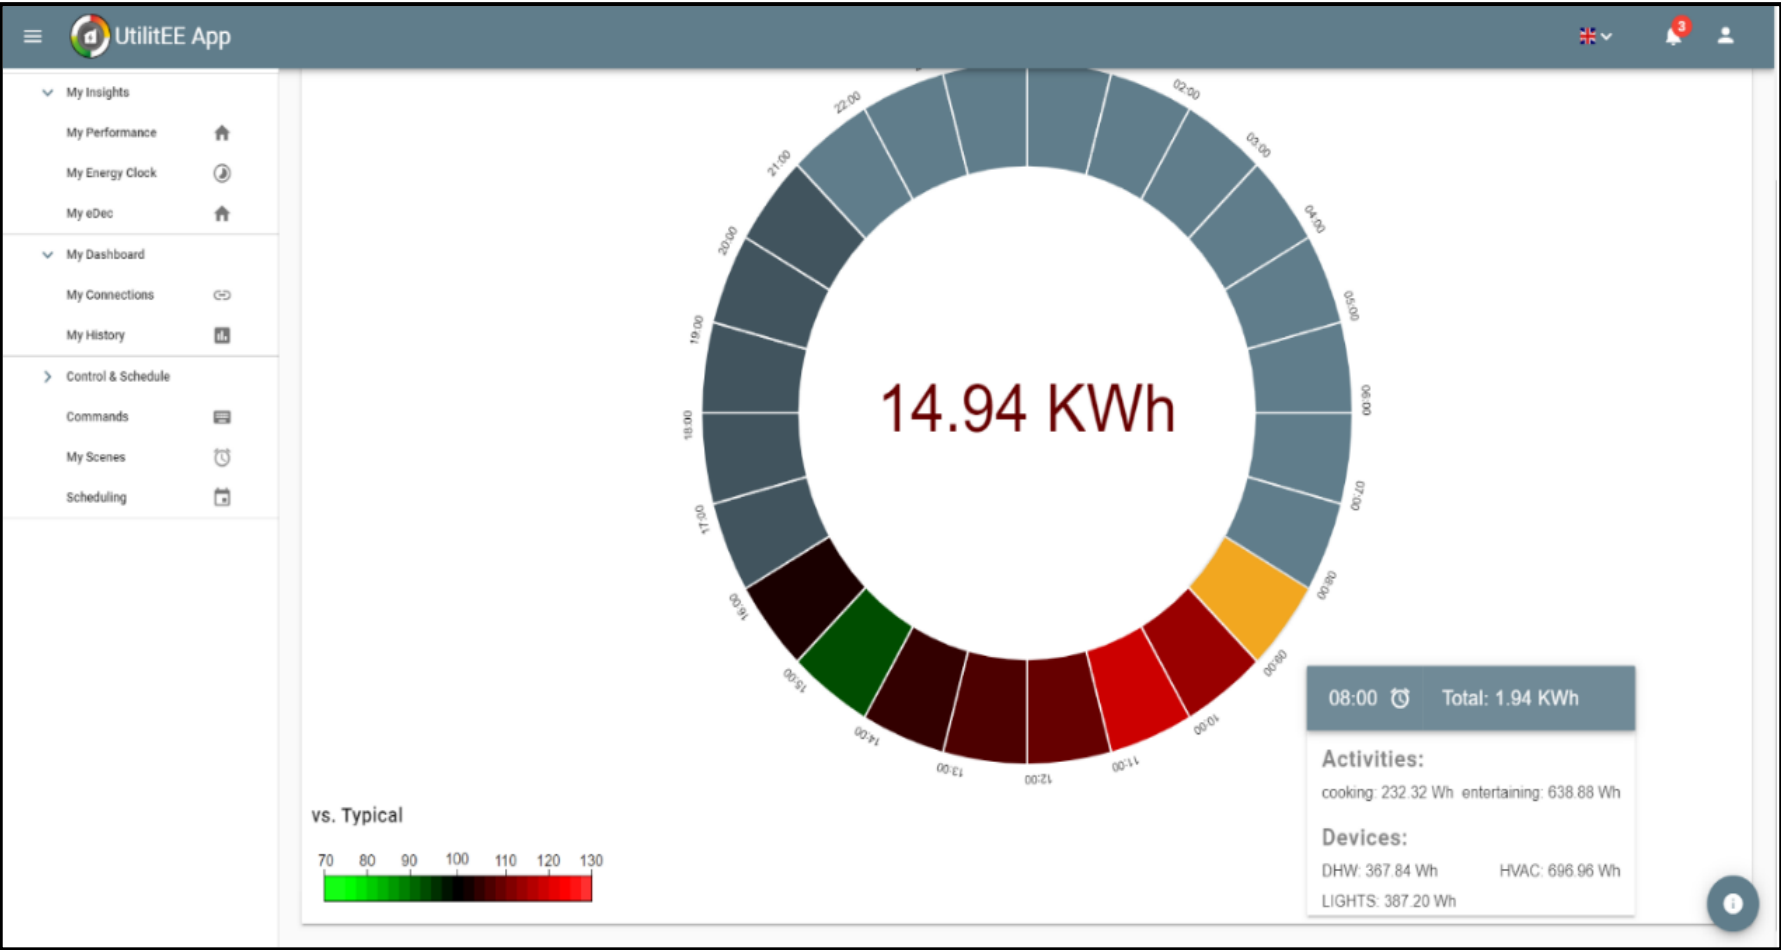 UtilitEE App
3
My Insights
My Performance
My Energy Clock
My eDec
My Dashboard
My Connections
My History
Control & Schedule
Commands
My Scenes
Scheduling
02:00
03:00
04:00
05:00
06:00
07:00
08:00
09:00
10:00
11:00
12:00
13:00
14:00
15:00
16:00
17:00
18:00
19:00
20:00
21:00
22:00
14.94 KWh
08:00 Total: 1.94 KWh
Activities:
cooking: 232.32 Wh entertaining: 638.88 Wh
Devices:
DHW: 367.84 Wh HVAC: 696.96 Wh
LIGHTS: 387.20 Wh
vs. Typical
70 80 90 100 110 120 130